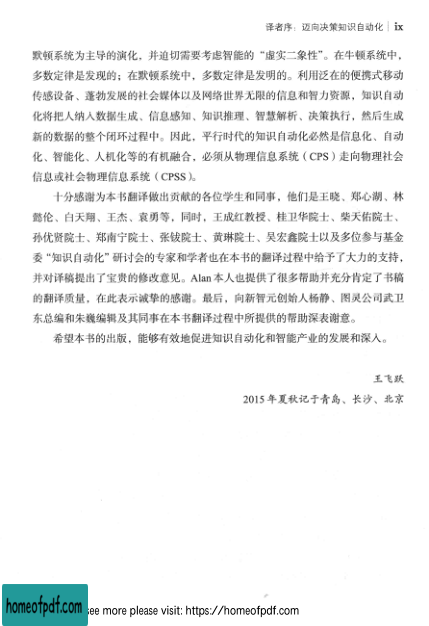 译者序：迈向决策知识自动化 | ix
默顿系统为主导的演化，并迫切需要考虑智能的“虚实二象性”。在牛顿系统中，
多数定律是发现的；在默顿系统中，多数定律是发明的。利用泛在的便携式移动
传感设备、蓬勃发展的社会媒体以及网络世界无限的信息和智力资源，知识自动
化将把人纳入数据生成、信息感知、知识推理、智慧解析、决策执行，然后生成
新的数据的整个闭环过程中。因此，平行时代的知识自动化必然是信息化、自动
化、智能化、人机化等的有机融合，必须从物理信息系统（CPS）走向物理社会
信息或社会物理信息系统（CPSS）。
十分感谢为本书翻译做出贡献的各位学生和同事，他们是王晓、郑心湖、林
懿伦、白天翔、王杰、袁勇等，同时，王成红教授、桂卫华院士、柴天佑院士、
孙优贤院士、郑南宁院士、张钹院士、黄琳院士、吴宏鑫院士以及多位参与基金
委“知识自动化”研讨会的专家和学者也在本书的翻译过程中给予了大力的支持，
并对译稿提出了宝贵的修改意见。Alan 本人也提供了很多帮助并充分肯定了书稿
的翻译质量，在此表示诚挚的感谢。最后，向新智元创始人杨静、图灵公司武卫
东总编和朱巍编辑及其同事在本书翻译过程中所提供的帮助深表谢意。
希望本书的出版，能够有效地促进知识自动化和智能产业的发展和深入。
王飞跃
2015 年夏秋记于青岛、长沙、北京
homeofpdf.com
see more please visit: https://homeofpdf.com